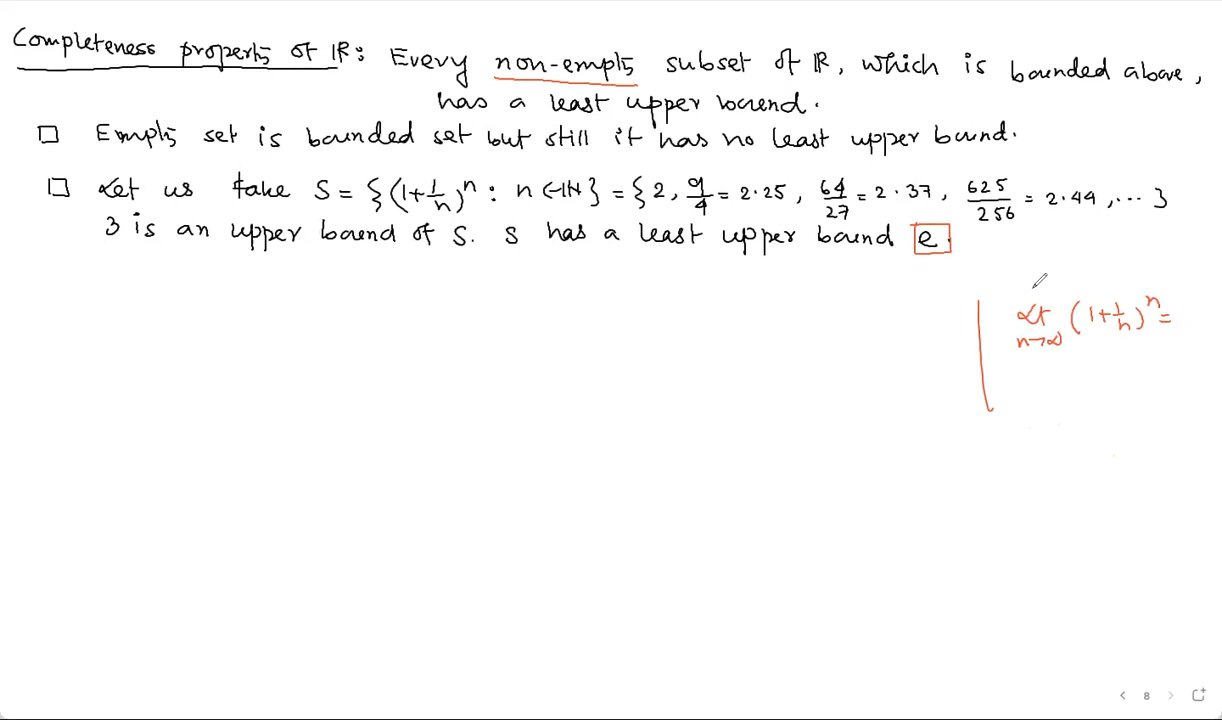 Completeness property of ℝ: Every non-empty subset of ℝ, which is bounded above,
has a least upper bound.
□ Empty set is bounded set but still it has no least upper bound.
□ Let us take S = {(1+1/n)^n : n ∈ ℕ} = {2, 9/4 = 2.25, 64/27 = 2.37, 625/256 = 2.44, ...}
3 is an upper bound of S. S has a least upper bound e.
Lt n→∞ (1+1/n)^n =
8